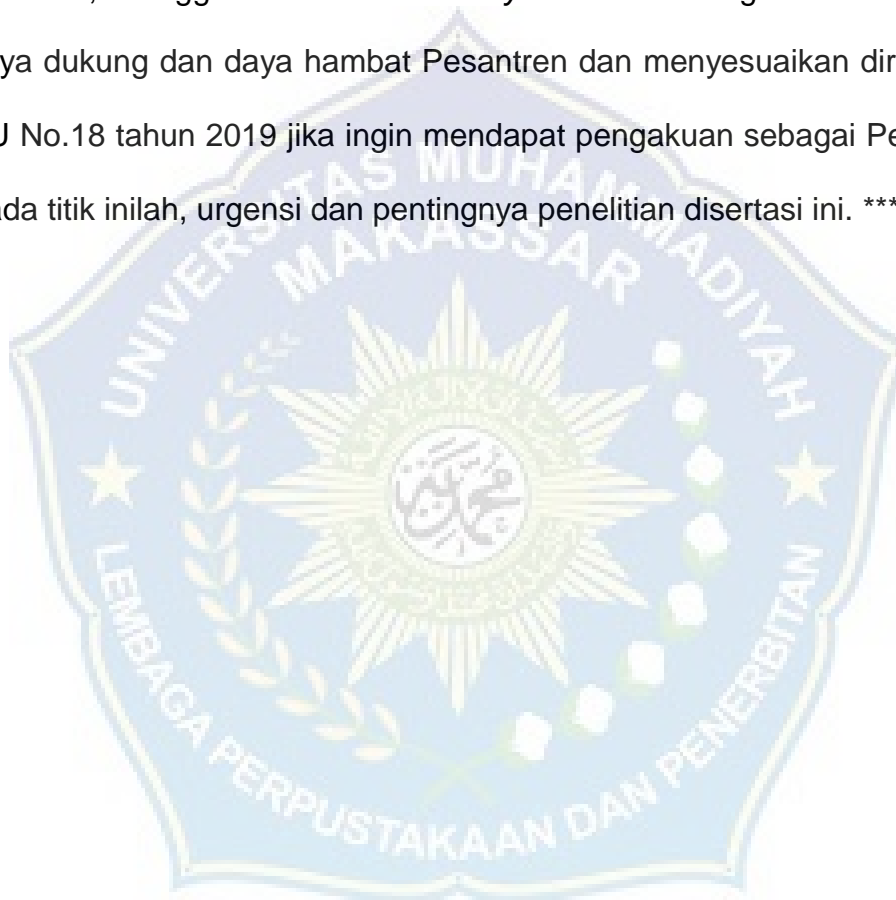 ya dukung dan daya hambat Pesantren dan menyesuaikan dir
No.18 tahun 2019 jika ingin mendapat pengakuan sebagai Pe
da titik inilah, urgensi dan pentingnya penelitian disertasi ini. ***
UNIVERSITAS MUHAMMADIYAH
MAKASSAR
LEMBAGA PERPUSTAKAAN DAN PENERBITAN